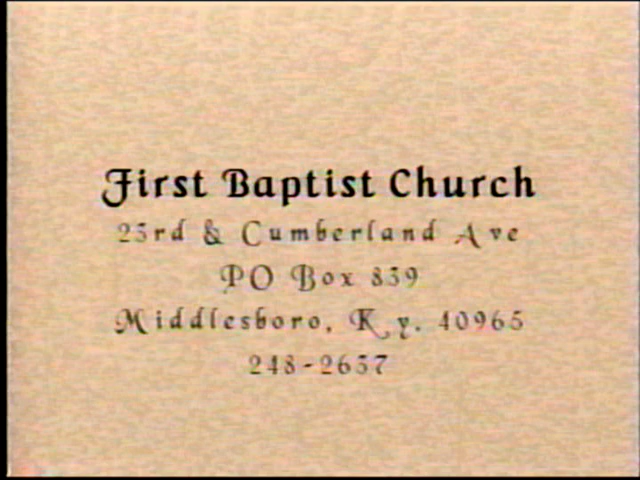 First Baptist Church
23rd & Cumberland Ave
PO Box 839
Middlesboro, Ky. 40965
248-2637